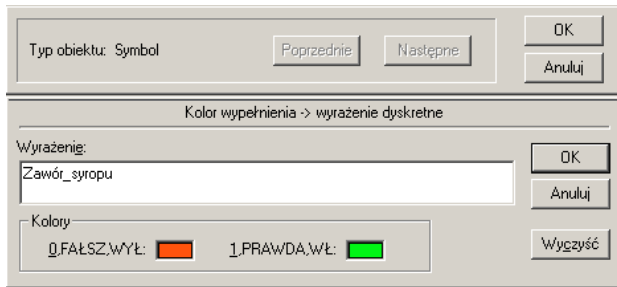 Typ obiektu: Symbol Poprzednie Następne OK
Anuluj
Kolor wypełnienia -> wyrażenie dyskretne
Wyrażenie:
Zawór_syropu
OK
Anuluj
Kolory
0,FAŁSZ,WYŁ: 1,PRAWDA,WŁ: Wyczyść